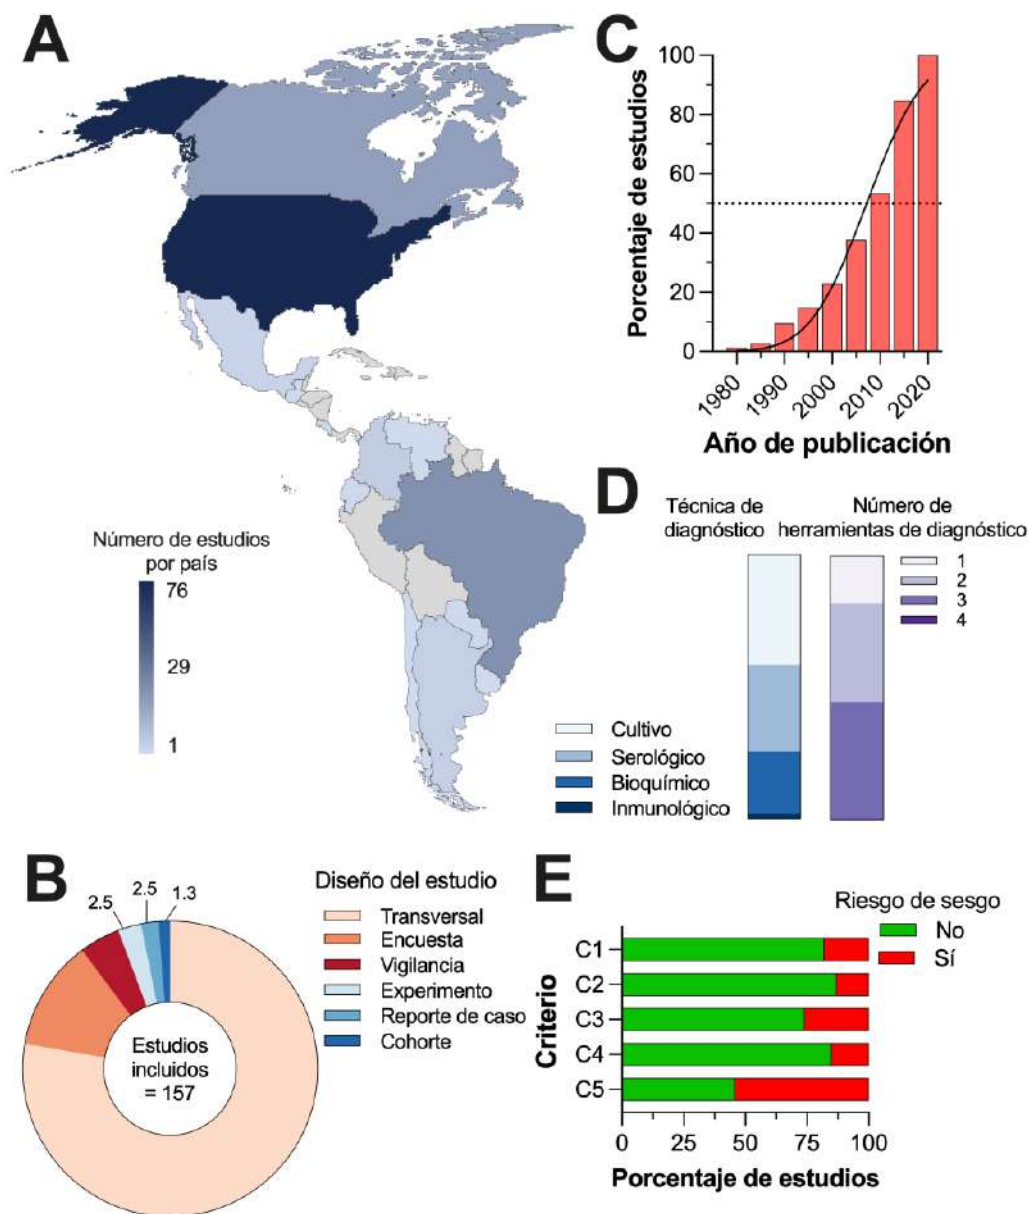 A
Número de estudios
por país
76
29
1
B
2.5
2.5
1.3
Estudios
incluidos
= 157
Diseño del estudio
Transversal
Encuesta
Vigilancia
Experimento
Reporte de caso
Cohorte
C
Porcentaje de estudios
100
80
60
40
20
0
1980
1990
2000
2010
2020
Año de publicación
D
Técnica de
diagnóstico
Número de
herramientas de diagnóstico
1
2
3
4
Cultivo
Serológico
Bioquímico
Inmunológico
E
Riesgo de sesgo
No
Sí
Criterio
C1
C2
C3
C4
C5
0
25
50
75
100
Porcentaje de estudios